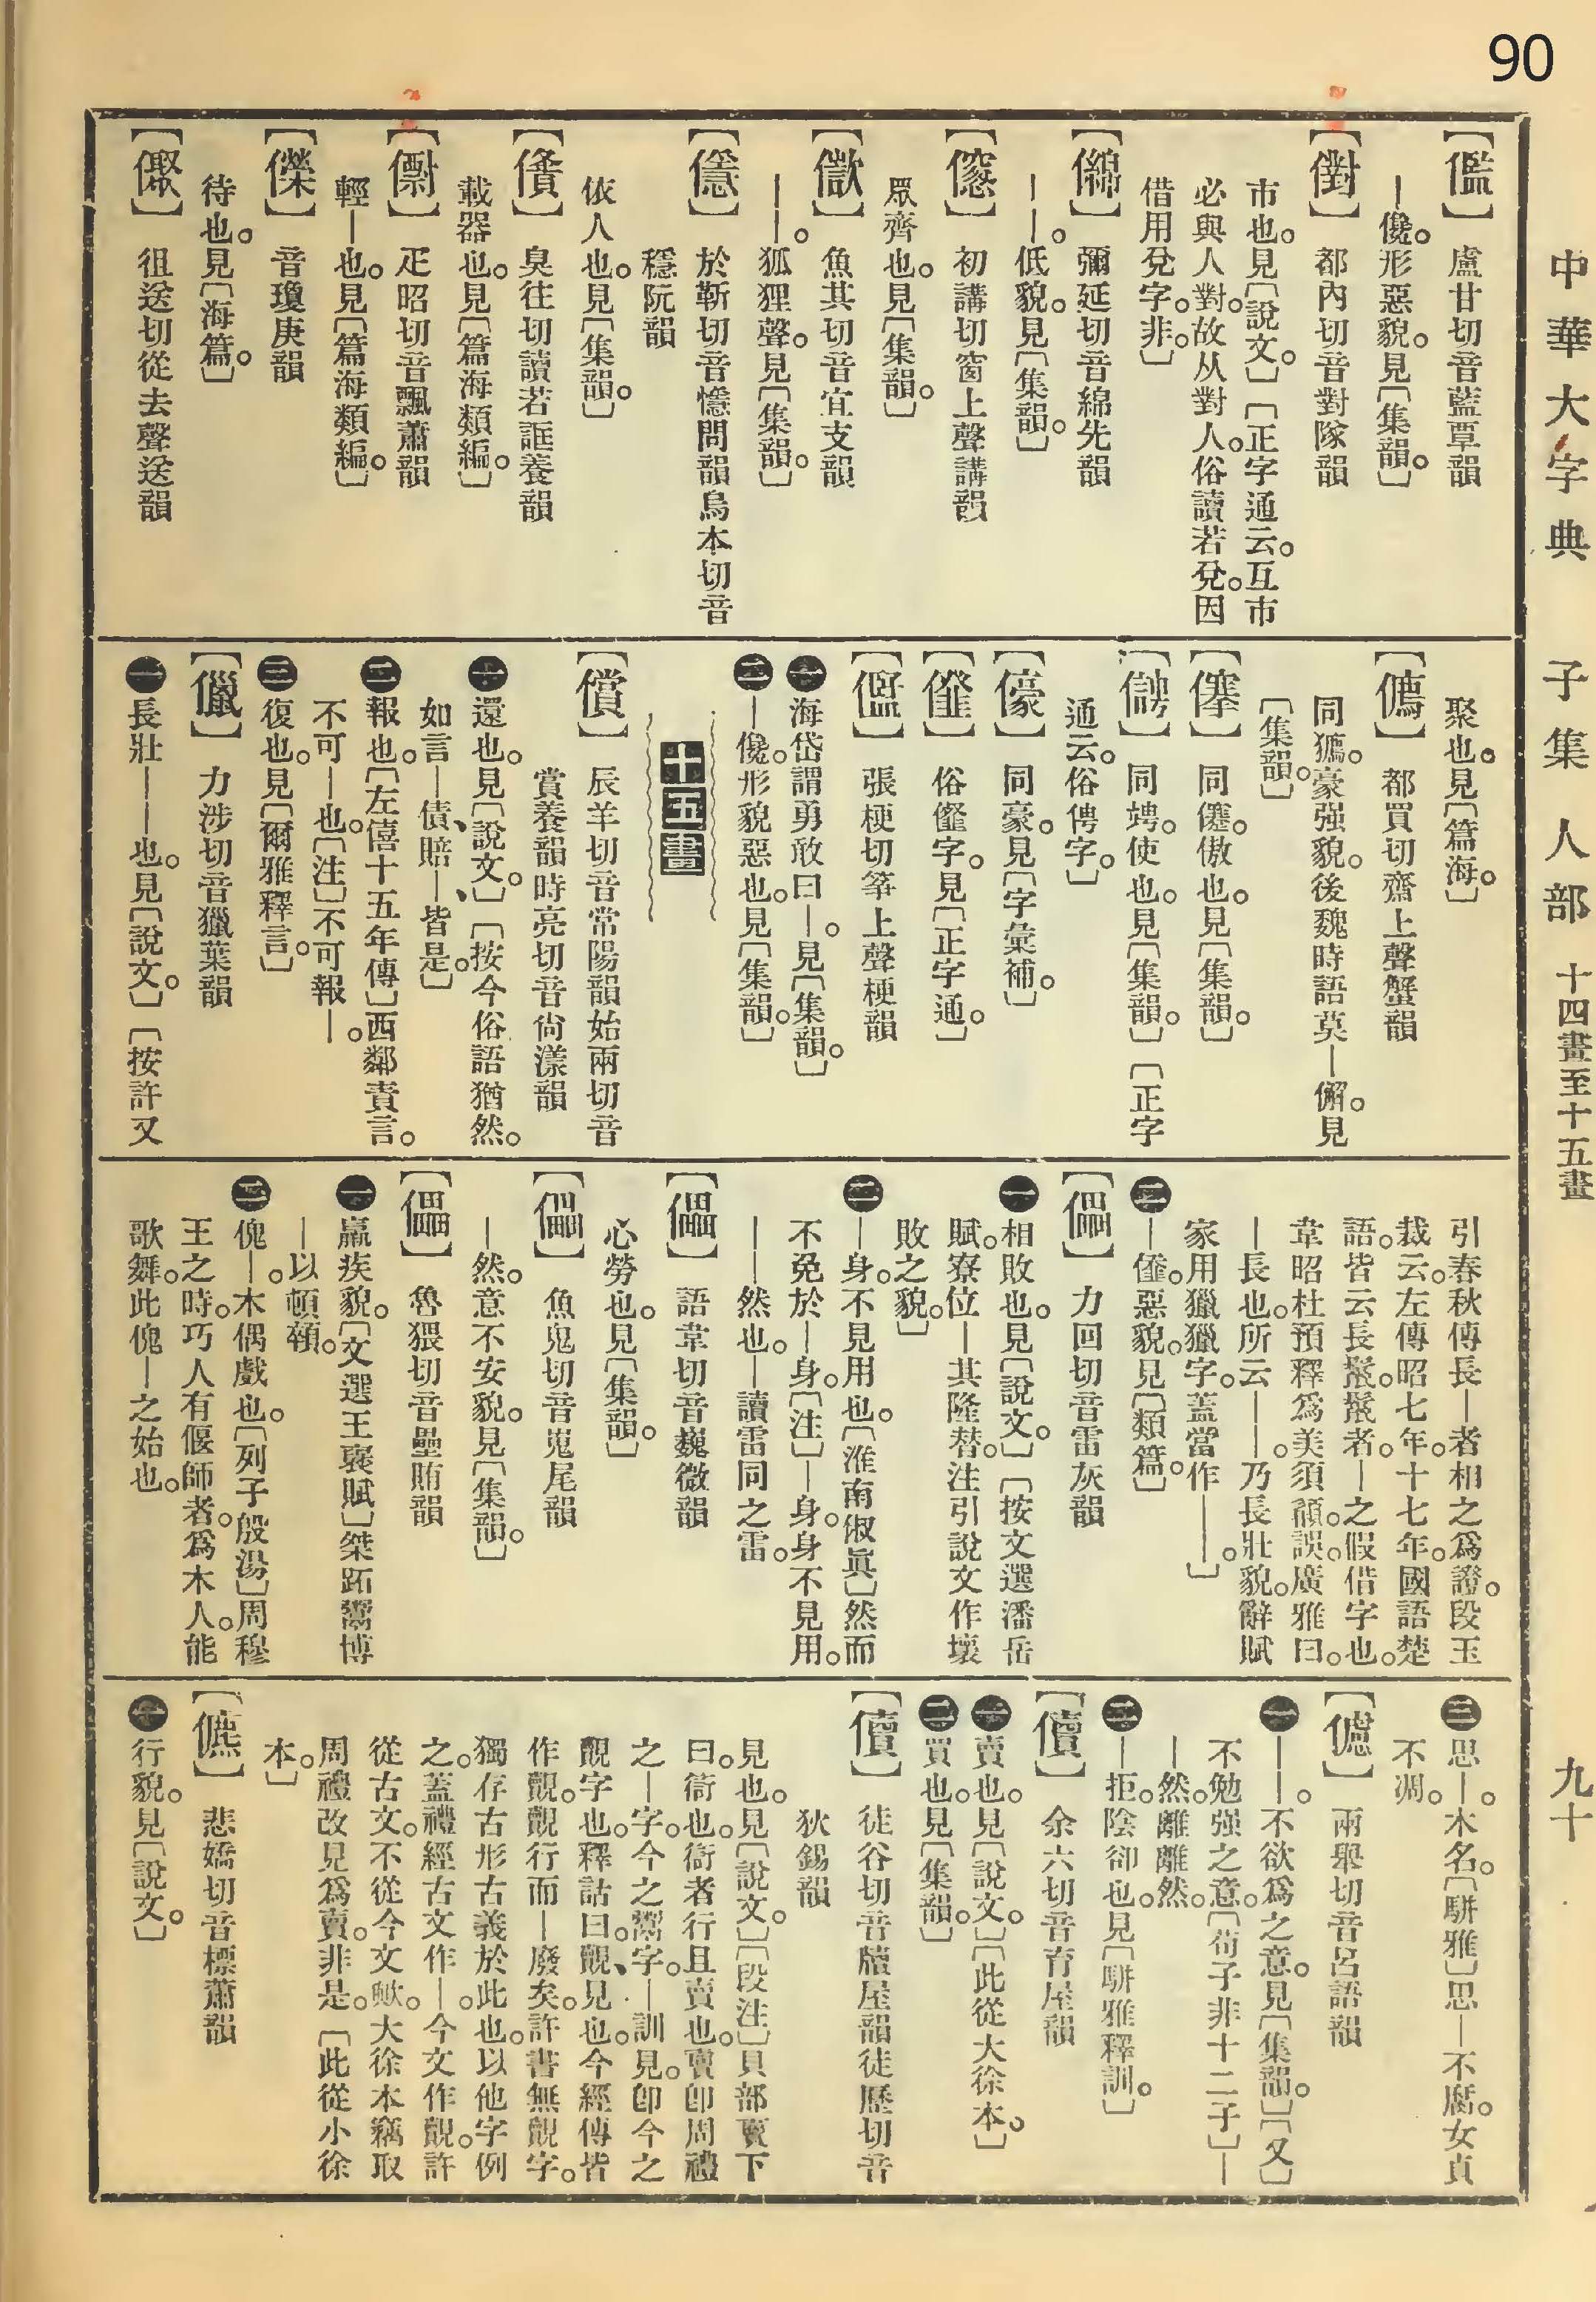 90
中華大字典　子集　人部　十四畫至十五畫　九十
【儖】　盧甘切音藍覃韻
｜儳。形惡貌。見〔集韻。〕
【㒛】　都內切音對隊韻
市也。見〔說文。〕〔正字通云。互市
必與人對。故从對人。俗讀若兌。因
借用兌字。非。〕
【儶】
彌延切音綿先韻
｜｜。低貌。見〔集韻。〕
初講切窗上聲講韻
眾齊也。見〔集韻。〕
魚其切音宜支韻
｜｜。狐狸聲。見〔集韻。〕
【㒚】　於靳切音㒚問韻烏本切音
穩阮韻
依人也。見〔集韻。〕
臭往切讀若誑養韻
載器也。見〔篇海類編。〕
疋昭切音飄蕭韻
輕｜也。見〔篇海類編。〕
【㒕】　音瓊庚韻
待也。見〔海篇。〕
徂送切從去聲送韻
聚也。見〔篇海。〕
都買切齋上聲蟹韻
同獢。豪强貌。後魏時語莫｜㒆。見
〔集韻。〕
同㒗。傲也。見〔集韻。〕
同娉。使也。見〔集韻。〕〔正字
通云。俗俜字。〕
【儫】　同豪。見〔字彙補。〕
俗㒓字。見〔正字通。〕
張梗切箏上聲梗韻
㊀海岱謂勇敢曰｜。見〔集韻。〕
㊁｜儳。形貌惡也。見〔集韻。〕
十五畫
【償】　辰羊切音常陽韻始兩切音
賞養韻時亮切音尙漾韻
㊀還也。見〔說文。〕〔按今俗語猶然。
如言｜債、賠｜、皆是。〕
㊁報也。〔左僖十五年傳〕西鄰責言。
不可｜也。〔注〕不可報｜。
㊂復也。見〔爾雅釋言。〕
【儠】　力涉切音獵葉韻
㊀長壯｜｜也。見〔說文。〕〔按許又
引春秋傳長｜者相之爲證。段玉
裁云。左傳昭七年。十七年。國語楚
語。皆云長鬛。鬛者。｜之假借字也。
韋昭杜預釋爲美須䪴。誤。廣雅曰。
｜長也。所云｜｜。乃長壯貌。辭賦
家用獵獵字。蓋當作｜｜。〕
㊁｜㒓。惡貌。見〔類篇。〕
【儡】　力回切音雷灰韻
㊀相敗也。見〔說文。〕〔按文選潘岳
賦。寮位｜其隆替。注引說文作壞
敗之貌。〕
㊁｜身。不見用也。〔淮南俶眞〕然而
不免於｜身。〔注〕｜身。身不見用。
｜｜然也。｜讀雷同之雷。
【儡】　語韋切音巍微韻
心勞也。見〔集韻。〕
【儡】　魚鬼切音嵬尾韻
｜然。意不安貌。見〔集韻。〕
【儡】　魯猥切音壘賄韻
㊀羸疾貌。〔文選王襃賦〕桀跖鬻博
｜以頓顇。
㊁傀｜。木偶戲也。〔列子殷湯〕周穆
王之時。巧人有偃師者。爲木人。能
歌舞。此傀｜之始也。
㊂思｜。木名。〔騈雅〕思｜不腐。女貞
不凋。
【儢】　兩舉切音呂語韻
㊀｜｜。不欲爲之意。見〔集韻。〕〔又〕
不勉强之意。〔荀子非十二子〕｜
｜然。離離然。
㊁｜拒。陰卻也。見〔騈雅釋訓。〕
【儥】　余六切音育屋韻
㊀賣也。見〔說文。〕〔此從大徐本。〕
㊁買也。見〔集韻。〕
【儥】　徒谷切音牘屋韻徒歷切音
狄錫韻
見也。見〔說文。〕〔段注〕貝部賣下
曰。衒也。衒者。行且賣也。賣卽周禮
之｜字。今之鬻字。｜訓見。卽今之
覿字也。釋詁曰。覿、見也。今經傳皆
作覿。覿行而｜廢矣。許書無覿字。
獨存古形古義於此也。以他字例
之。蓋禮經古文作｜。今文作覿。許
從古文。不從今文歟。大徐本竊取
周禮改見爲賣。非是。〔此從小徐
本。〕
【儦】　悲嬌切音標蕭韻
㊀行貌。見〔說文。〕